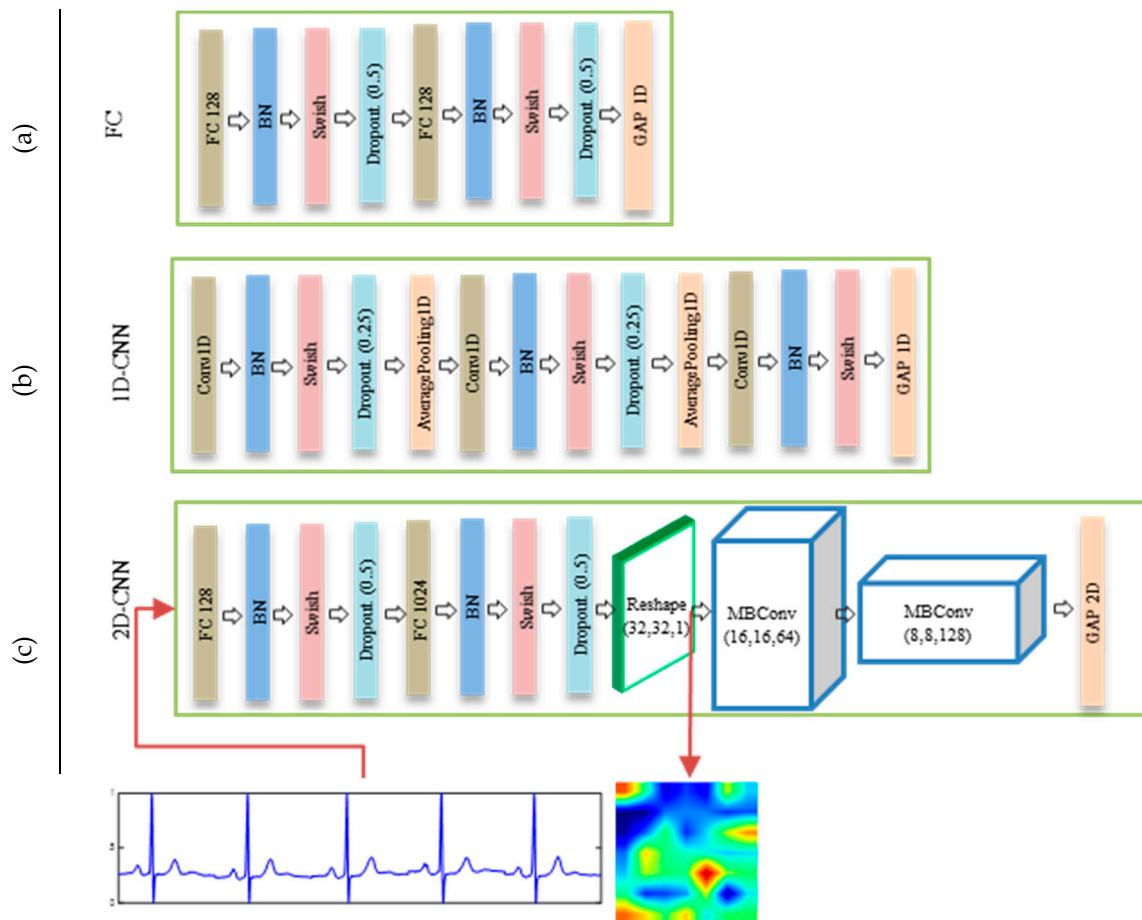 (a)
FC
FC 128
BN
Swish
Dropout (0.5)
FC 128
BN
Swish
Dropout (0.5)
GAP 1D
(b)
1D-CNN
Conv1D
BN
Swish
Dropout (0.25)
AveragePooling1D
Conv1D
BN
Swish
Dropout (0.25)
AveragePooling1D
Conv1D
BN
Swish
GAP 1D
(c)
2D-CNN
FC 128
BN
Swish
Dropout (0.5)
FC 1024
BN
Swish
Dropout (0.5)
Reshape
(32,32,1)
MBConv
(16,16,64)
MBConv
(8,8,128)
GAP 2D
1
0